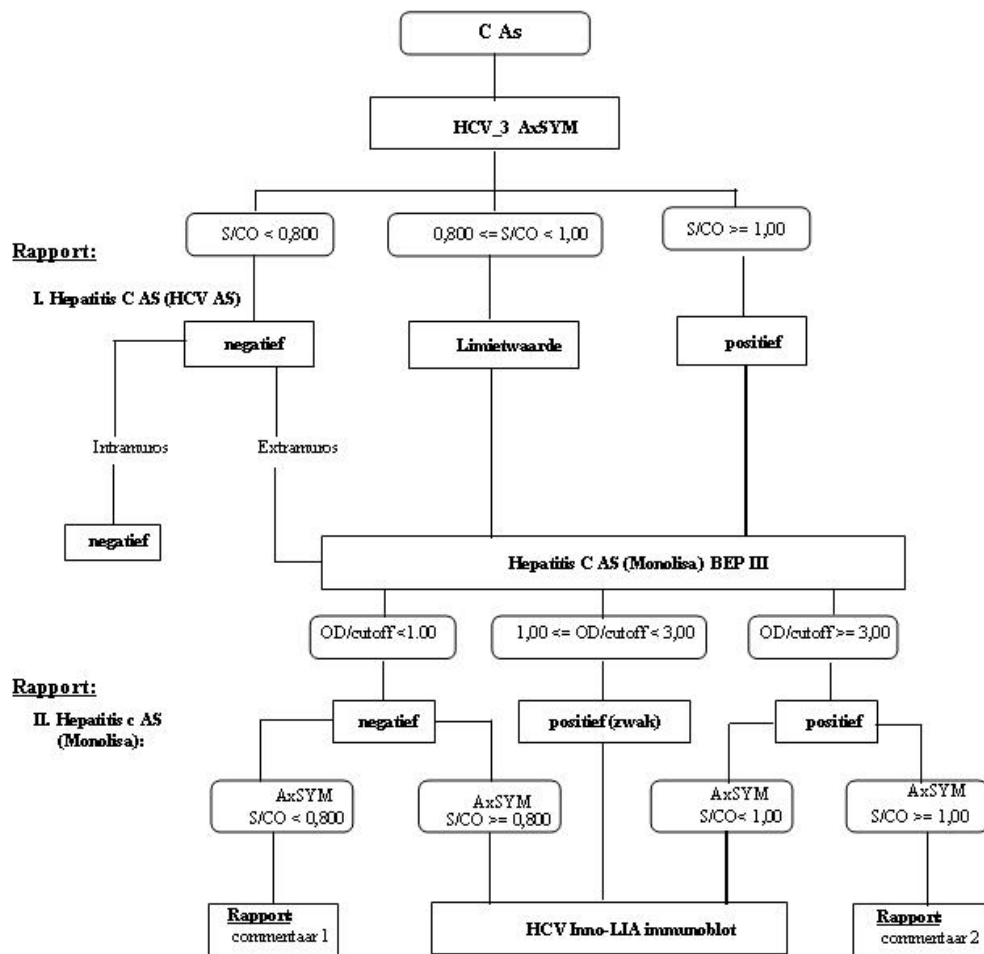 C As
HCV_3 AxSYM
S/CO < 0,800
0,800 <= S/CO < 1,00
S/CO >= 1,00
Rapport:
I. Hepatitis C AS (HCV AS)
negatief
Limietwaarde
positief
Intramuros
Extramuros
negatief
Hepatitis C AS (Monolisa) BEP III
OD/cutoff <1.00
1,00 <= OD/cutoff < 3,00
OD/cutoff >= 3,00
Rapport:
II. Hepatitis c AS
(Monolisa):
negatief
positief (zwak)
positief
AxSYM
S/CO < 0,800
AxSYM
S/CO >= 0,800
AxSYM
S/CO< 1,00
AxSYM
S/CO >= 1,00
Rapport:
commentaar 1
HCV Inno-LIA immunoblot
Rapport:
commentaar 2